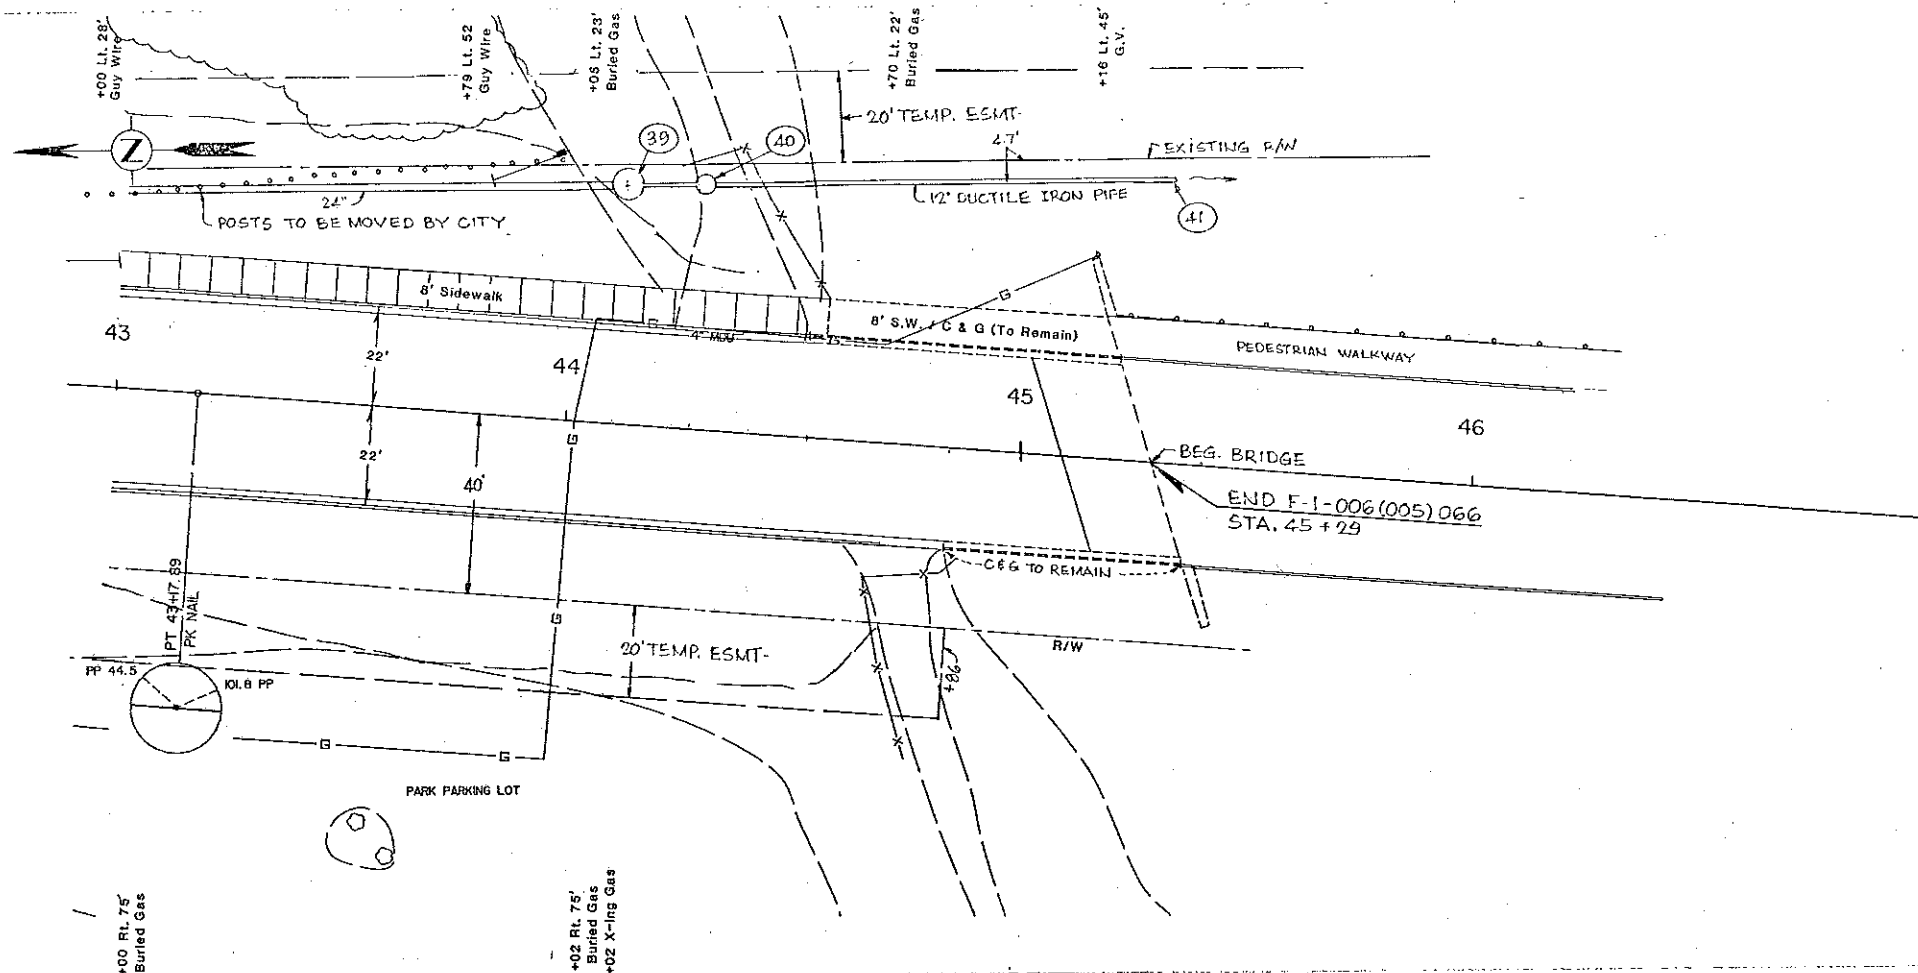 +00 Lt. 28'
Guy Wire
+79 Lt. 52
Guy Wire
+05 Lt. 23'
Buried Gas
+70 Lt. 22'
Buried Gas
+16 Lt. 45'
G.V.
20' TEMP. ESMT-
Z
39
40
4.7'
EXISTING R/W
24"
12" DUCTILE IRON PIPE
41
POSTS TO BE MOVED BY CITY
8' Sidewalk
G
G
8' S.W. / C & G (To Remain)
PEDESTRIAN WALKWAY
43
22'
44
45
46
22'
40'
G
BEG. BRIDGE
END F-1-006(005)066
STA. 45+29
C&G TO REMAIN
PT 43+17.89
PK NAIL
G
20' TEMP. ESMT-
R/W
+86
PP 44.5
101.8 PP
G
G
PARK PARKING LOT
+00 Rt. 75'
Buried Gas
+02 Rt. 75'
Buried Gas
+02 X-ing Gas